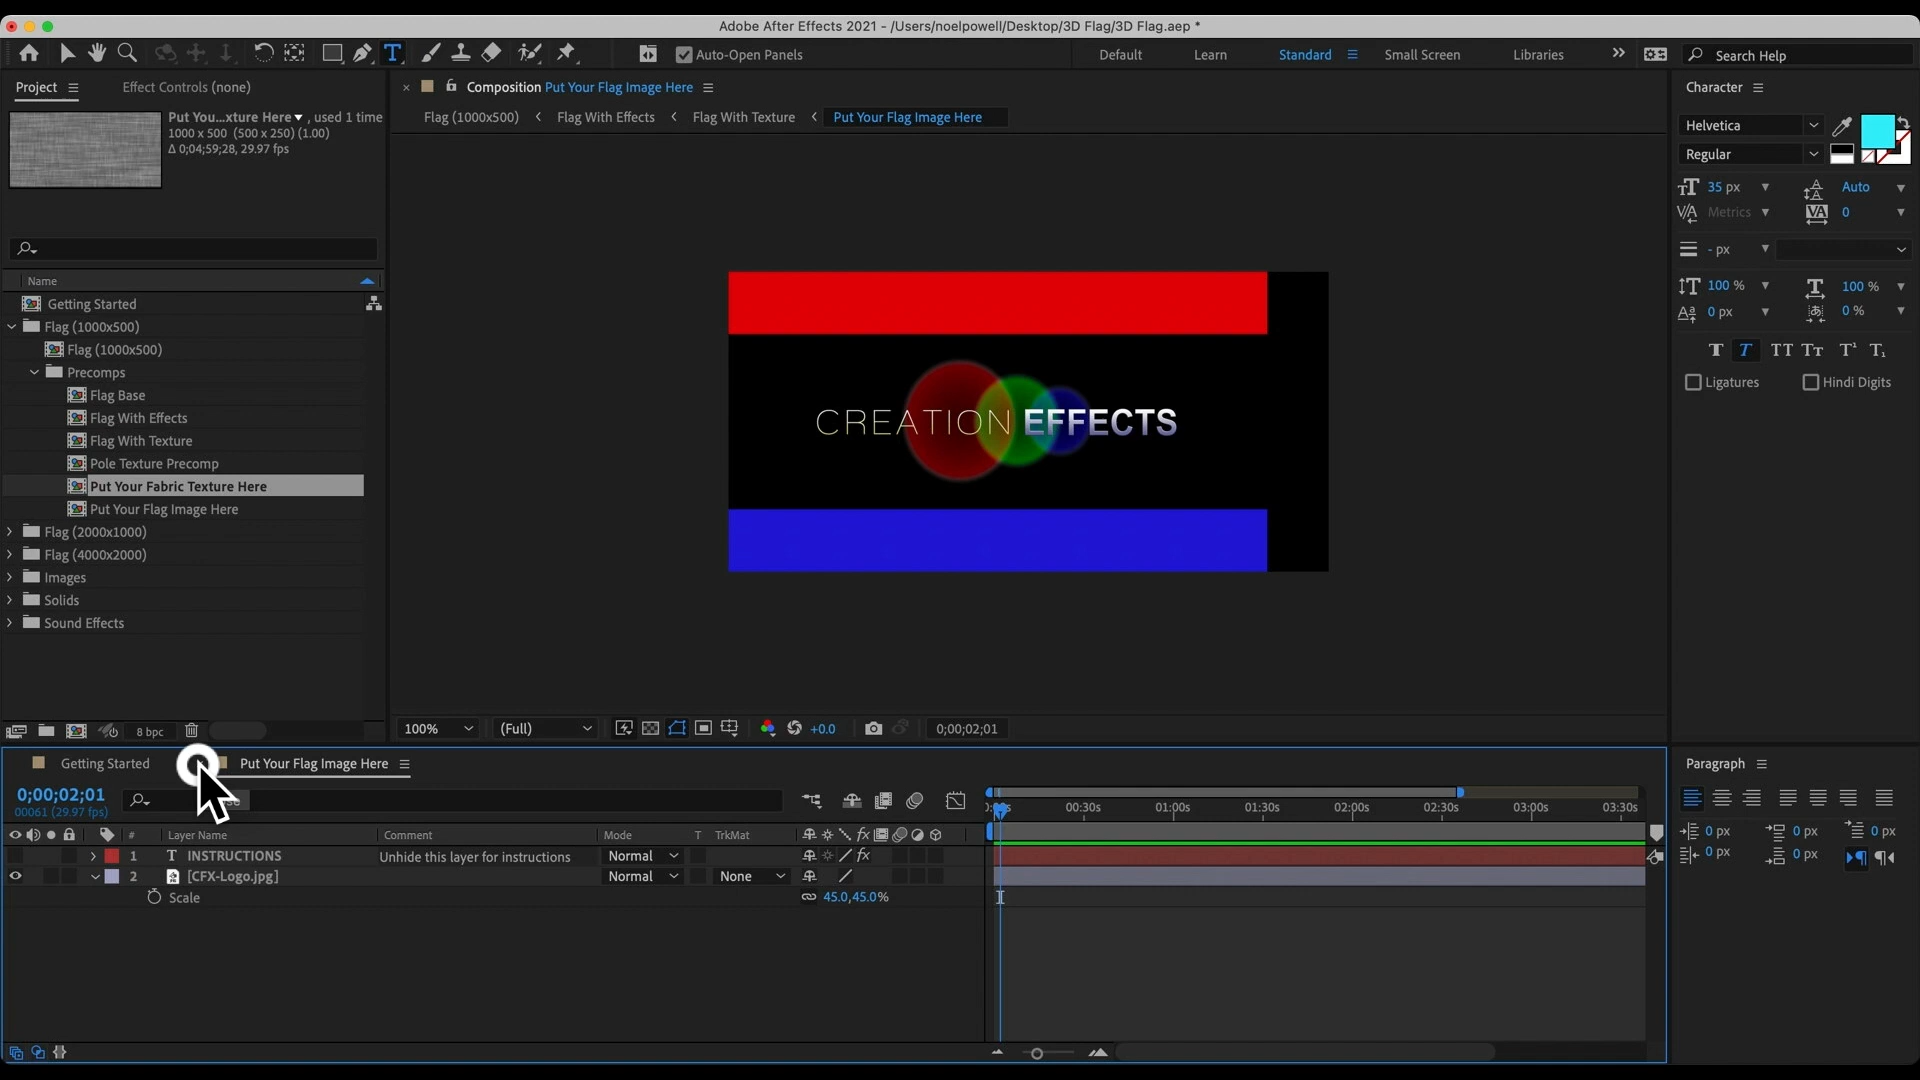 Adobe After Effects 2021 - /Users/noelpowell/Desktop/3D Flag/3D Flag.aep *
Auto-Open Panels
Default
Learn
Standard
Small Screen
Libraries
Search Help
Project
Effect Controls (none)
Put You...xture Here▼, used 1 time
1000 x 500 (500 x 250) (1.00)
Δ 0;04;59;28, 29.97 fps
Name
Getting Started
Flag (1000x500)
Flag (1000x500)
Precomps
Flag Base
Flag With Effects
Flag With Texture
Pole Texture Precomp
Put Your Fabric Texture Here
Put Your Flag Image Here
Flag (2000x1000)
Flag (4000x2000)
Images
Solids
Sound Effects
8 bpc
Composition Put Your Flag Image Here
Flag (1000x500)
Flag With Effects
Flag With Texture
Put Your Flag Image Here
CREATION EFFECTS
100%
(Full)
+0.0
0;00;02;01
Character
Helvetica
Regular
35 px
Auto
Metrics
0
- px
100 %
100 %
0 px
0 %
Ligatures
Hindi Digits
Getting Started
Put Your Flag Image Here
0;00;02;01
00061 (29.97 fps)
# Layer Name Comment Mode T TrkMat
1 INSTRUCTIONS Unhide this layer for instructions Normal
2 [CFX-Logo.jpg] Normal None
Scale 45.0,45.0%
00:30s 01:00s 01:30s 02:00s 02:30s 03:00s 03:30s
Paragraph
0 px 0 px 0 px
0 px 0 px